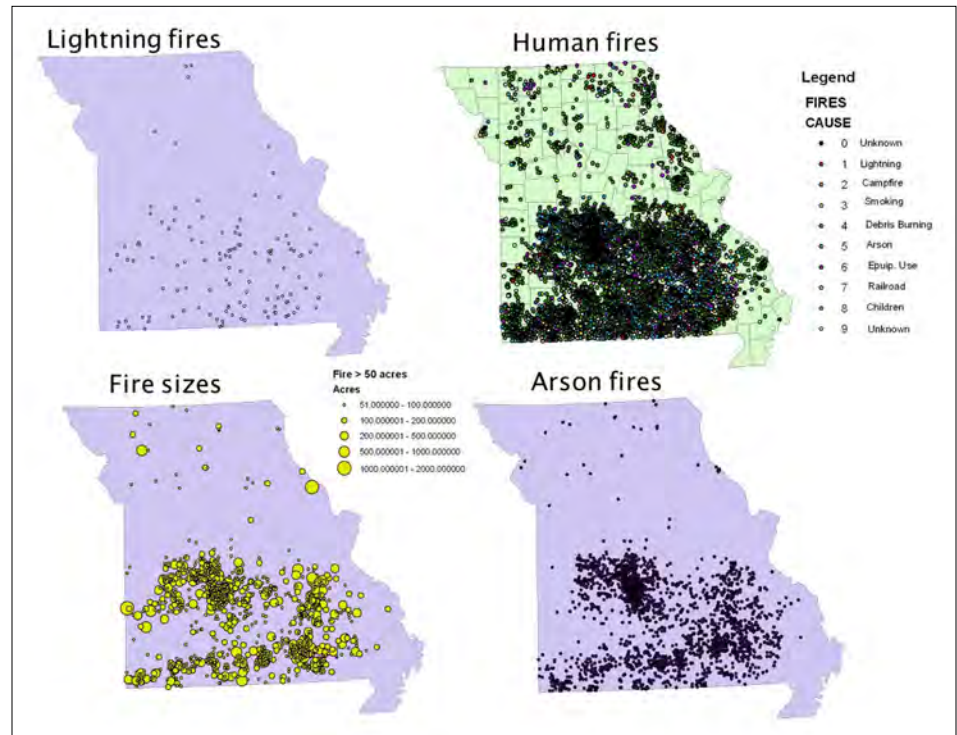 Lightning fires
Human fires
Legend
FIRES
CAUSE
0 Unknown
1 Lightning
2 Campfire
3 Smoking
4 Debris Burning
5 Arson
6 Epuip. Use
7 Railroad
8 Children
9 Unknown
Fire sizes
Fire > 50 acres
Acres
51.000000 - 100.000000
100.000001 - 200.000000
200.000001 - 500.000000
500.000001 - 1000.000000
1000.000001 - 2000.000000
Arson fires